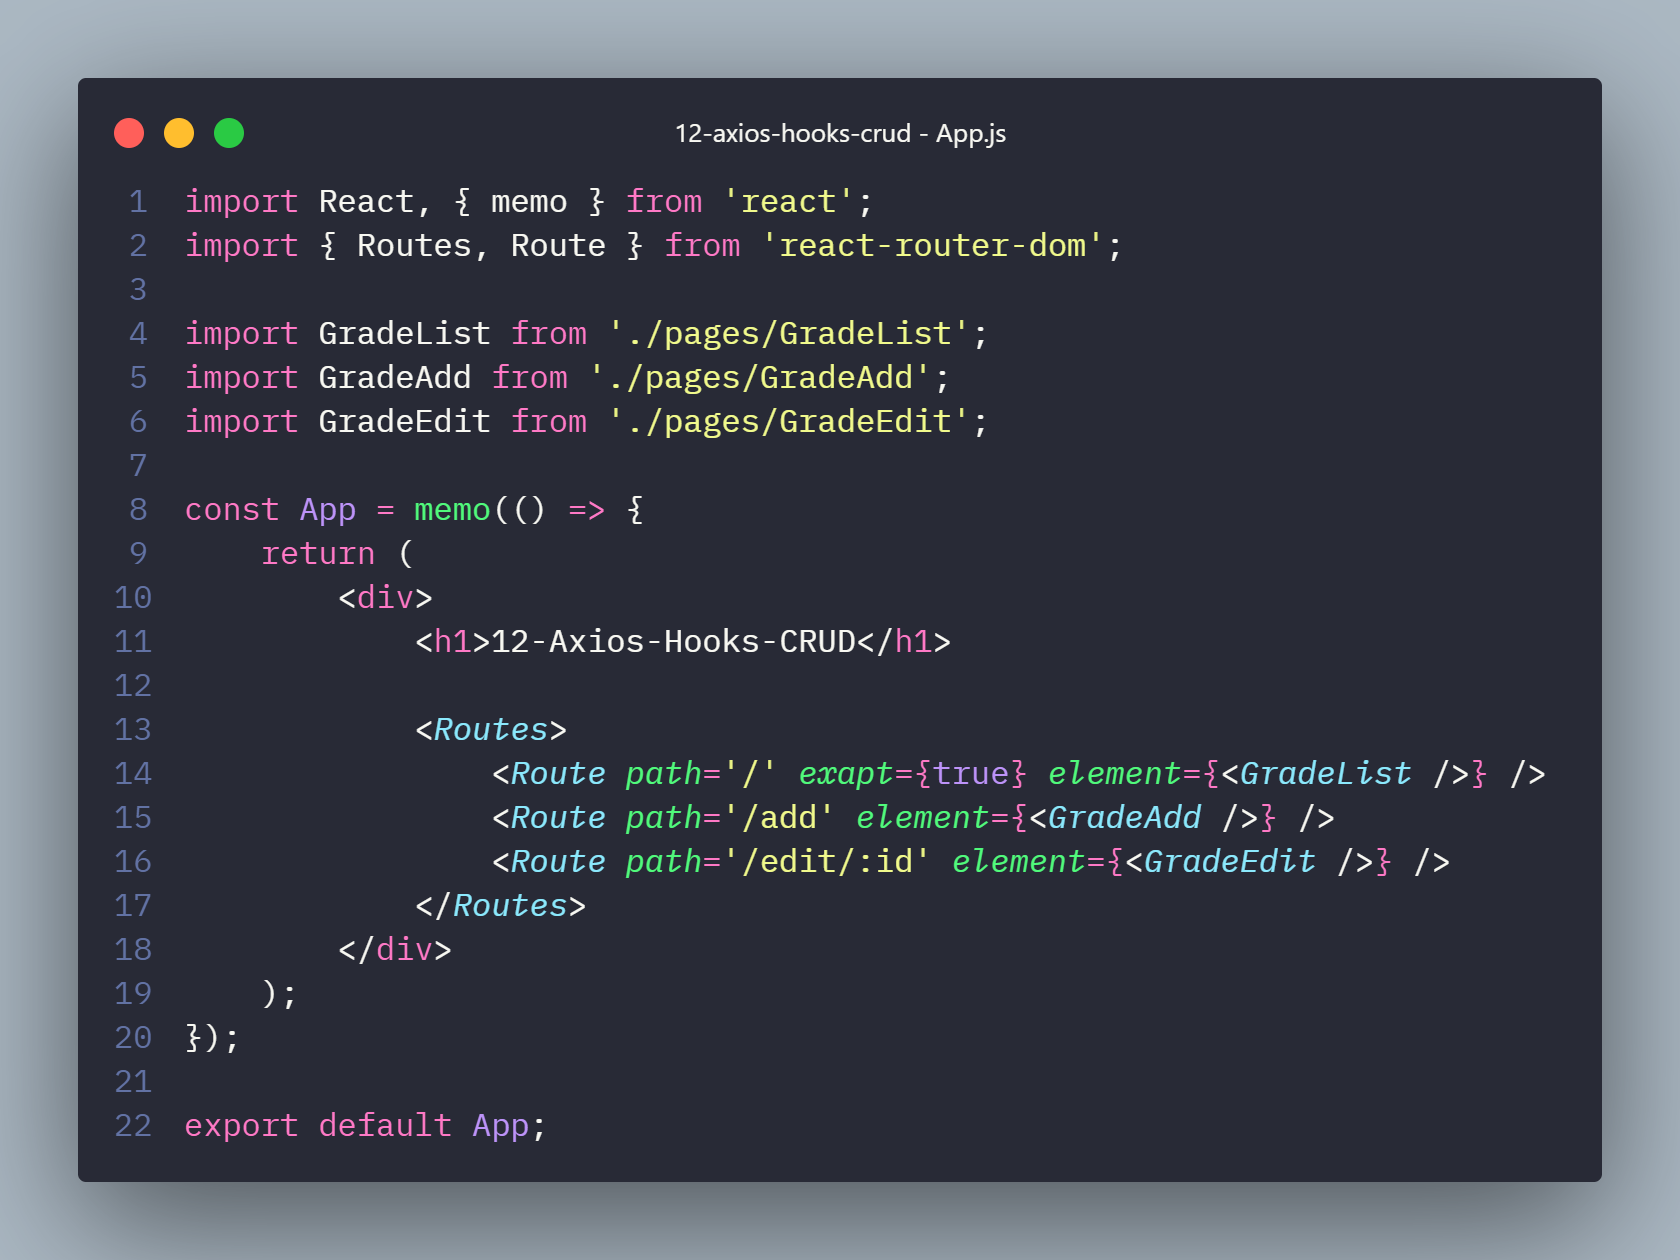 12-axios-hooks-crud - App.js
1 import React, { memo } from 'react';
2 import { Routes, Route } from 'react-router-dom';
3
4 import GradeList from './pages/GradeList';
5 import GradeAdd from './pages/GradeAdd';
6 import GradeEdit from './pages/GradeEdit';
7
8 const App = memo(() => {
9     return (
10         <div>
11             <h1>12-Axios-Hooks-CRUD</h1>
12
13             <Routes>
14                 <Route path='/' exapt={true} element={<GradeList />} />
15                 <Route path='/add' element={<GradeAdd />} />
16                 <Route path='/edit/:id' element={<GradeEdit />} />
17             </Routes>
18         </div>
19     );
20 });
21
22 export default App;